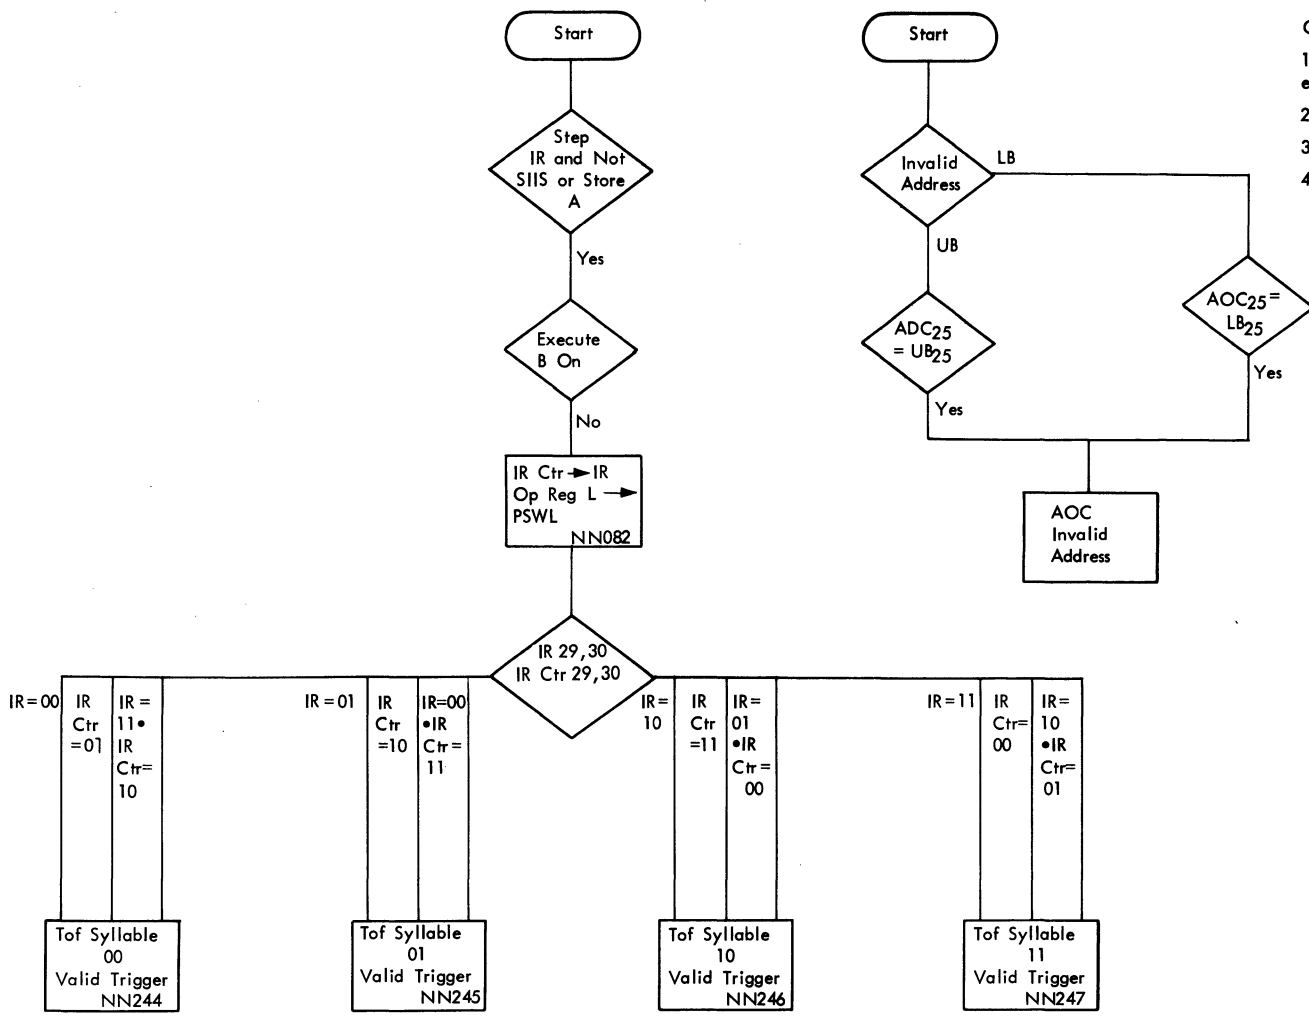 Start
Step
IR and Not
SIIS or Store
A
Yes
Execute
B On
No
IR Ctr → IR
Op Reg L →
PSWL
NN082
IR 29,30
IR Ctr 29,30
IR=00
IR
Ctr
=01
IR =
11•
IR
Ctr=
10
IR=01
IR
Ctr
=10
IR=00
•IR
Ctr=
11
IR=
10
IR
Ctr
=11
IR=
01
•IR
Ctr=
00
IR=11
IR
Ctr=
00
IR=
10
•IR
Ctr=
01
Tof Syllable
00
Valid Trigger
NN244
Tof Syllable
01
Valid Trigger
NN245
Tof Syllable
10
Valid Trigger
NN246
Tof Syllable
11
Valid Trigger
NN247
Start
Invalid
Address
LB
UB
ADC25
= UB25
Yes
AOC25=
LB25
Yes
AOC
Invalid
Address
1
e
2
3
4